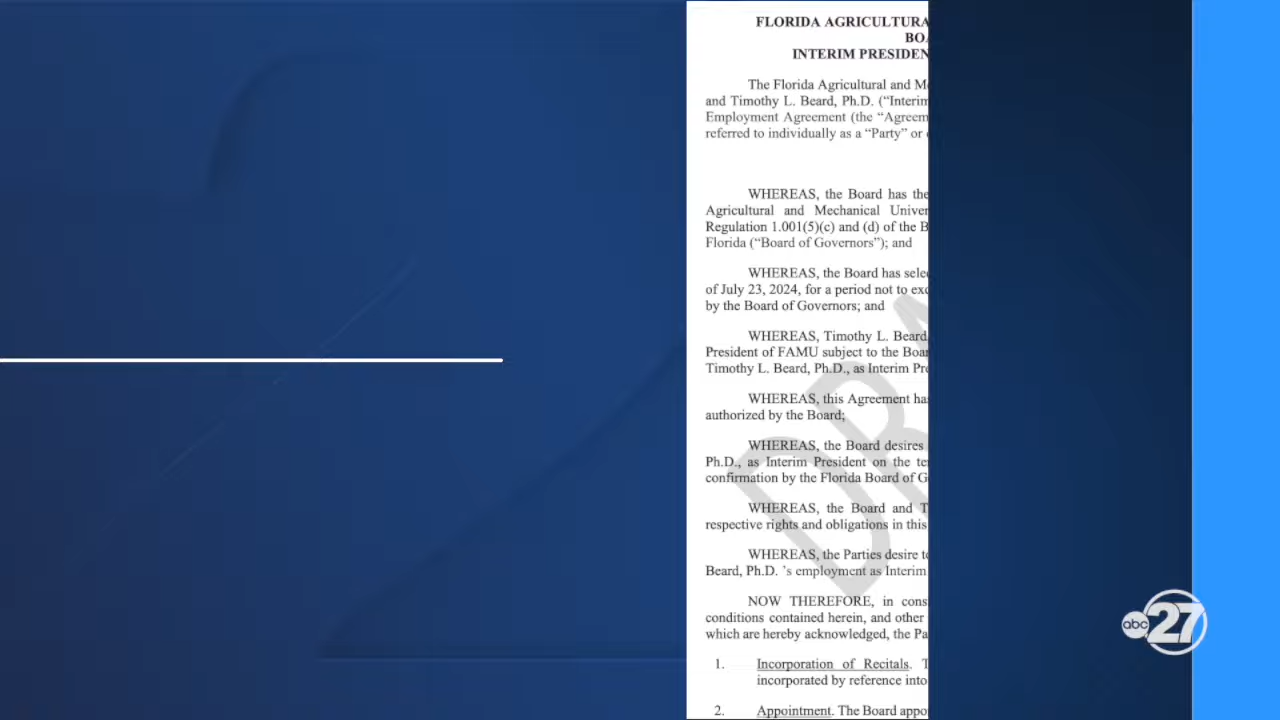 FLORIDA AGRICULTURA
BO
INTERIM PRESIDEN
The Florida Agricultural and M
and Timothy L. Beard, Ph.D. (“Interim
Employment Agreement (the “Agreem
referred to individually as a “Party” or
WHEREAS, the Board has the
Agricultural and Mechanical Univer
Regulation 1.001(5)(c) and (d) of the B
Florida (“Board of Governors”); and
WHEREAS, the Board has selec
of July 23, 2024, for a period not to exc
by the Board of Governors; and
WHEREAS, Timothy L. Beard,
President of FAMU subject to the Boar
Timothy L. Beard, Ph.D., as Interim Pre
WHEREAS, this Agreement has
authorized by the Board;
WHEREAS, the Board desires
Ph.D., as Interim President on the te
confirmation by the Florida Board of G
WHEREAS, the Board and T
respective rights and obligations in this
WHEREAS, the Parties desire to
Beard, Ph.D. ’s employment as Interim
NOW THEREFORE, in cons
conditions contained herein, and other
which are hereby acknowledged, the Pa
1. Incorporation of Recitals. T
incorporated by reference into
2. Appointment. The Board appo
DRA
abc 27